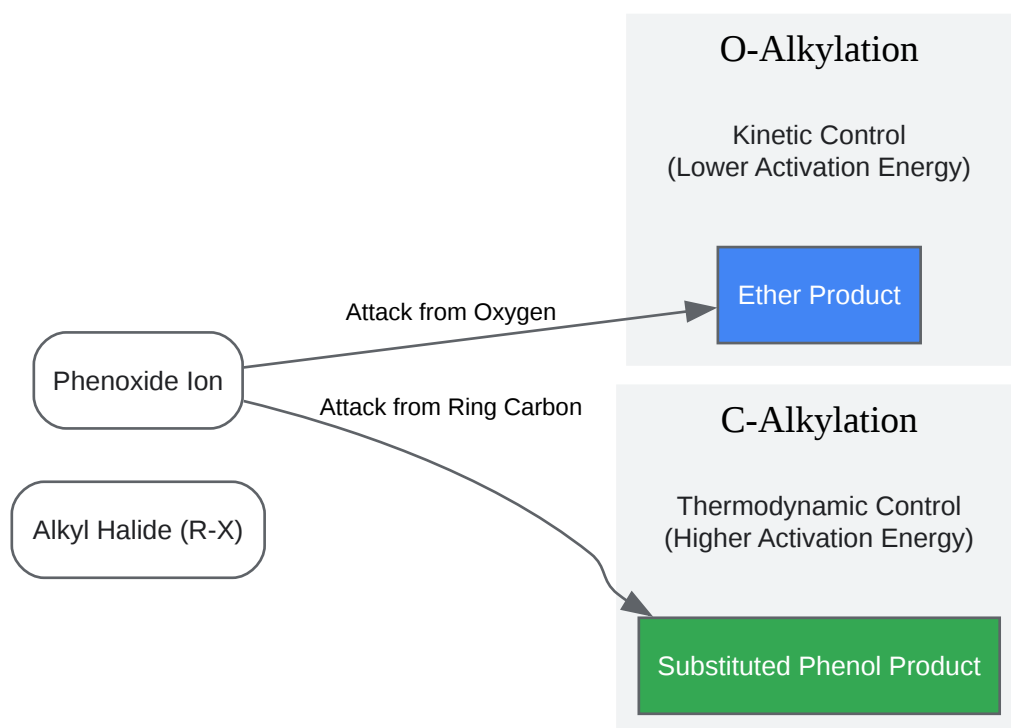 O-Alkylation
Kinetic Control
(Lower Activation Energy)
Ether Product
Attack from Oxygen
Phenoxide Ion
Attack from Ring Carbon
Alkyl Halide (R-X)
C-Alkylation
Thermodynamic Control
(Higher Activation Energy)
Substituted Phenol Product